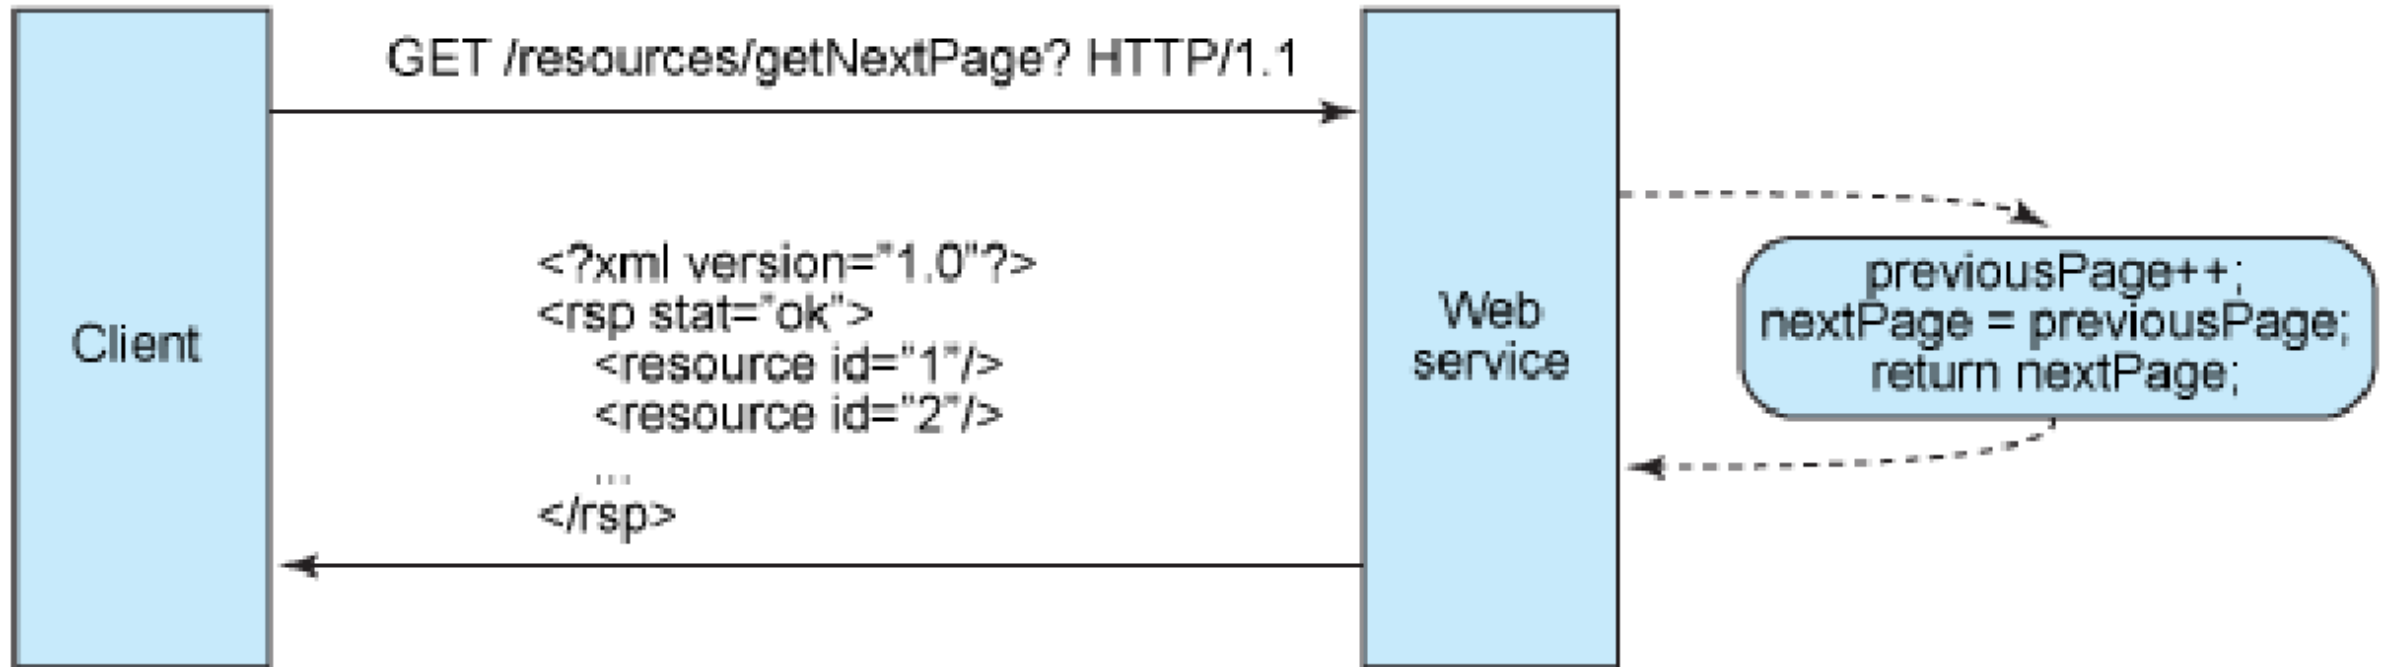 GET /resources/getNextPage? HTTP/1.1
Client
<?xml version="1.0"?>
<rsp stat="ok">
<resource id="1"/>
<resource id="2"/>
...
</rsp>
Web
service
previousPage++;
nextPage = previousPage;
return nextPage;